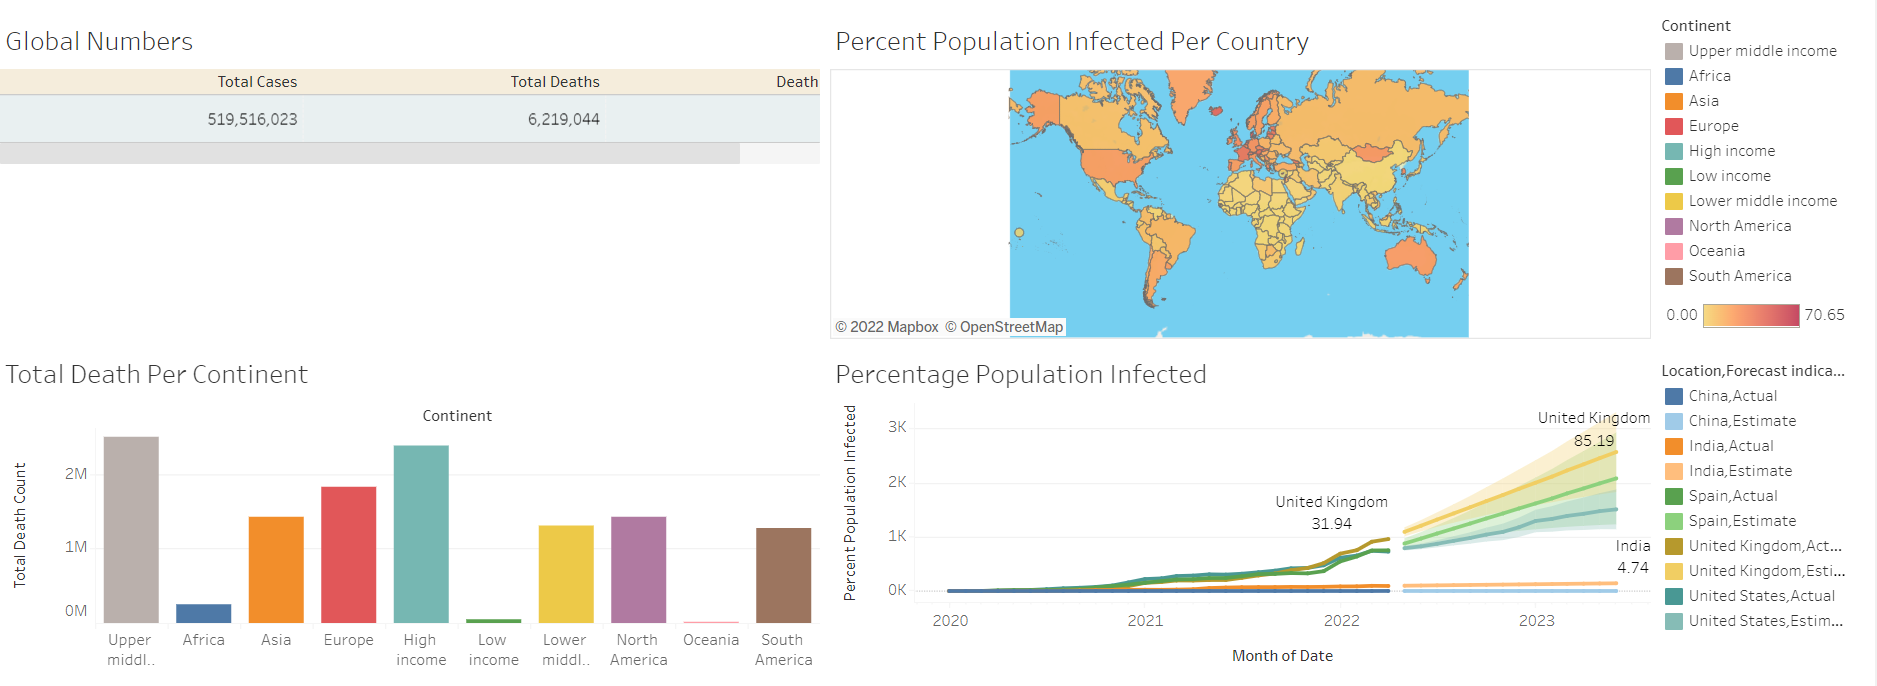 Global Numbers
Total Cases Total Deaths Death
519,516,023 6,219,044
Percent Population Infected Per Country
© 2022 Mapbox © OpenStreetMap
Continent
Upper middle income
Africa
Asia
Europe
High income
Low income
Lower middle income
North America
Oceania
South America
0.00 70.65
Total Death Per Continent
Continent
Total Death Count
2M
1M
0M
Upper middl..
Africa
Asia
Europe
High income
Low income
Lower middl..
North America
Oceania
South America
Percentage Population Infected
Percent Population Infected
3K
2K
1K
0K
United Kingdom
85.19
United Kingdom
31.94
India
4.74
2020 2021 2022 2023
Month of Date
Location,Forecast indica...
China,Actual
China,Estimate
India,Actual
India,Estimate
Spain,Actual
Spain,Estimate
United Kingdom,Act...
United Kingdom,Esti...
United States,Actual
United States,Estim...